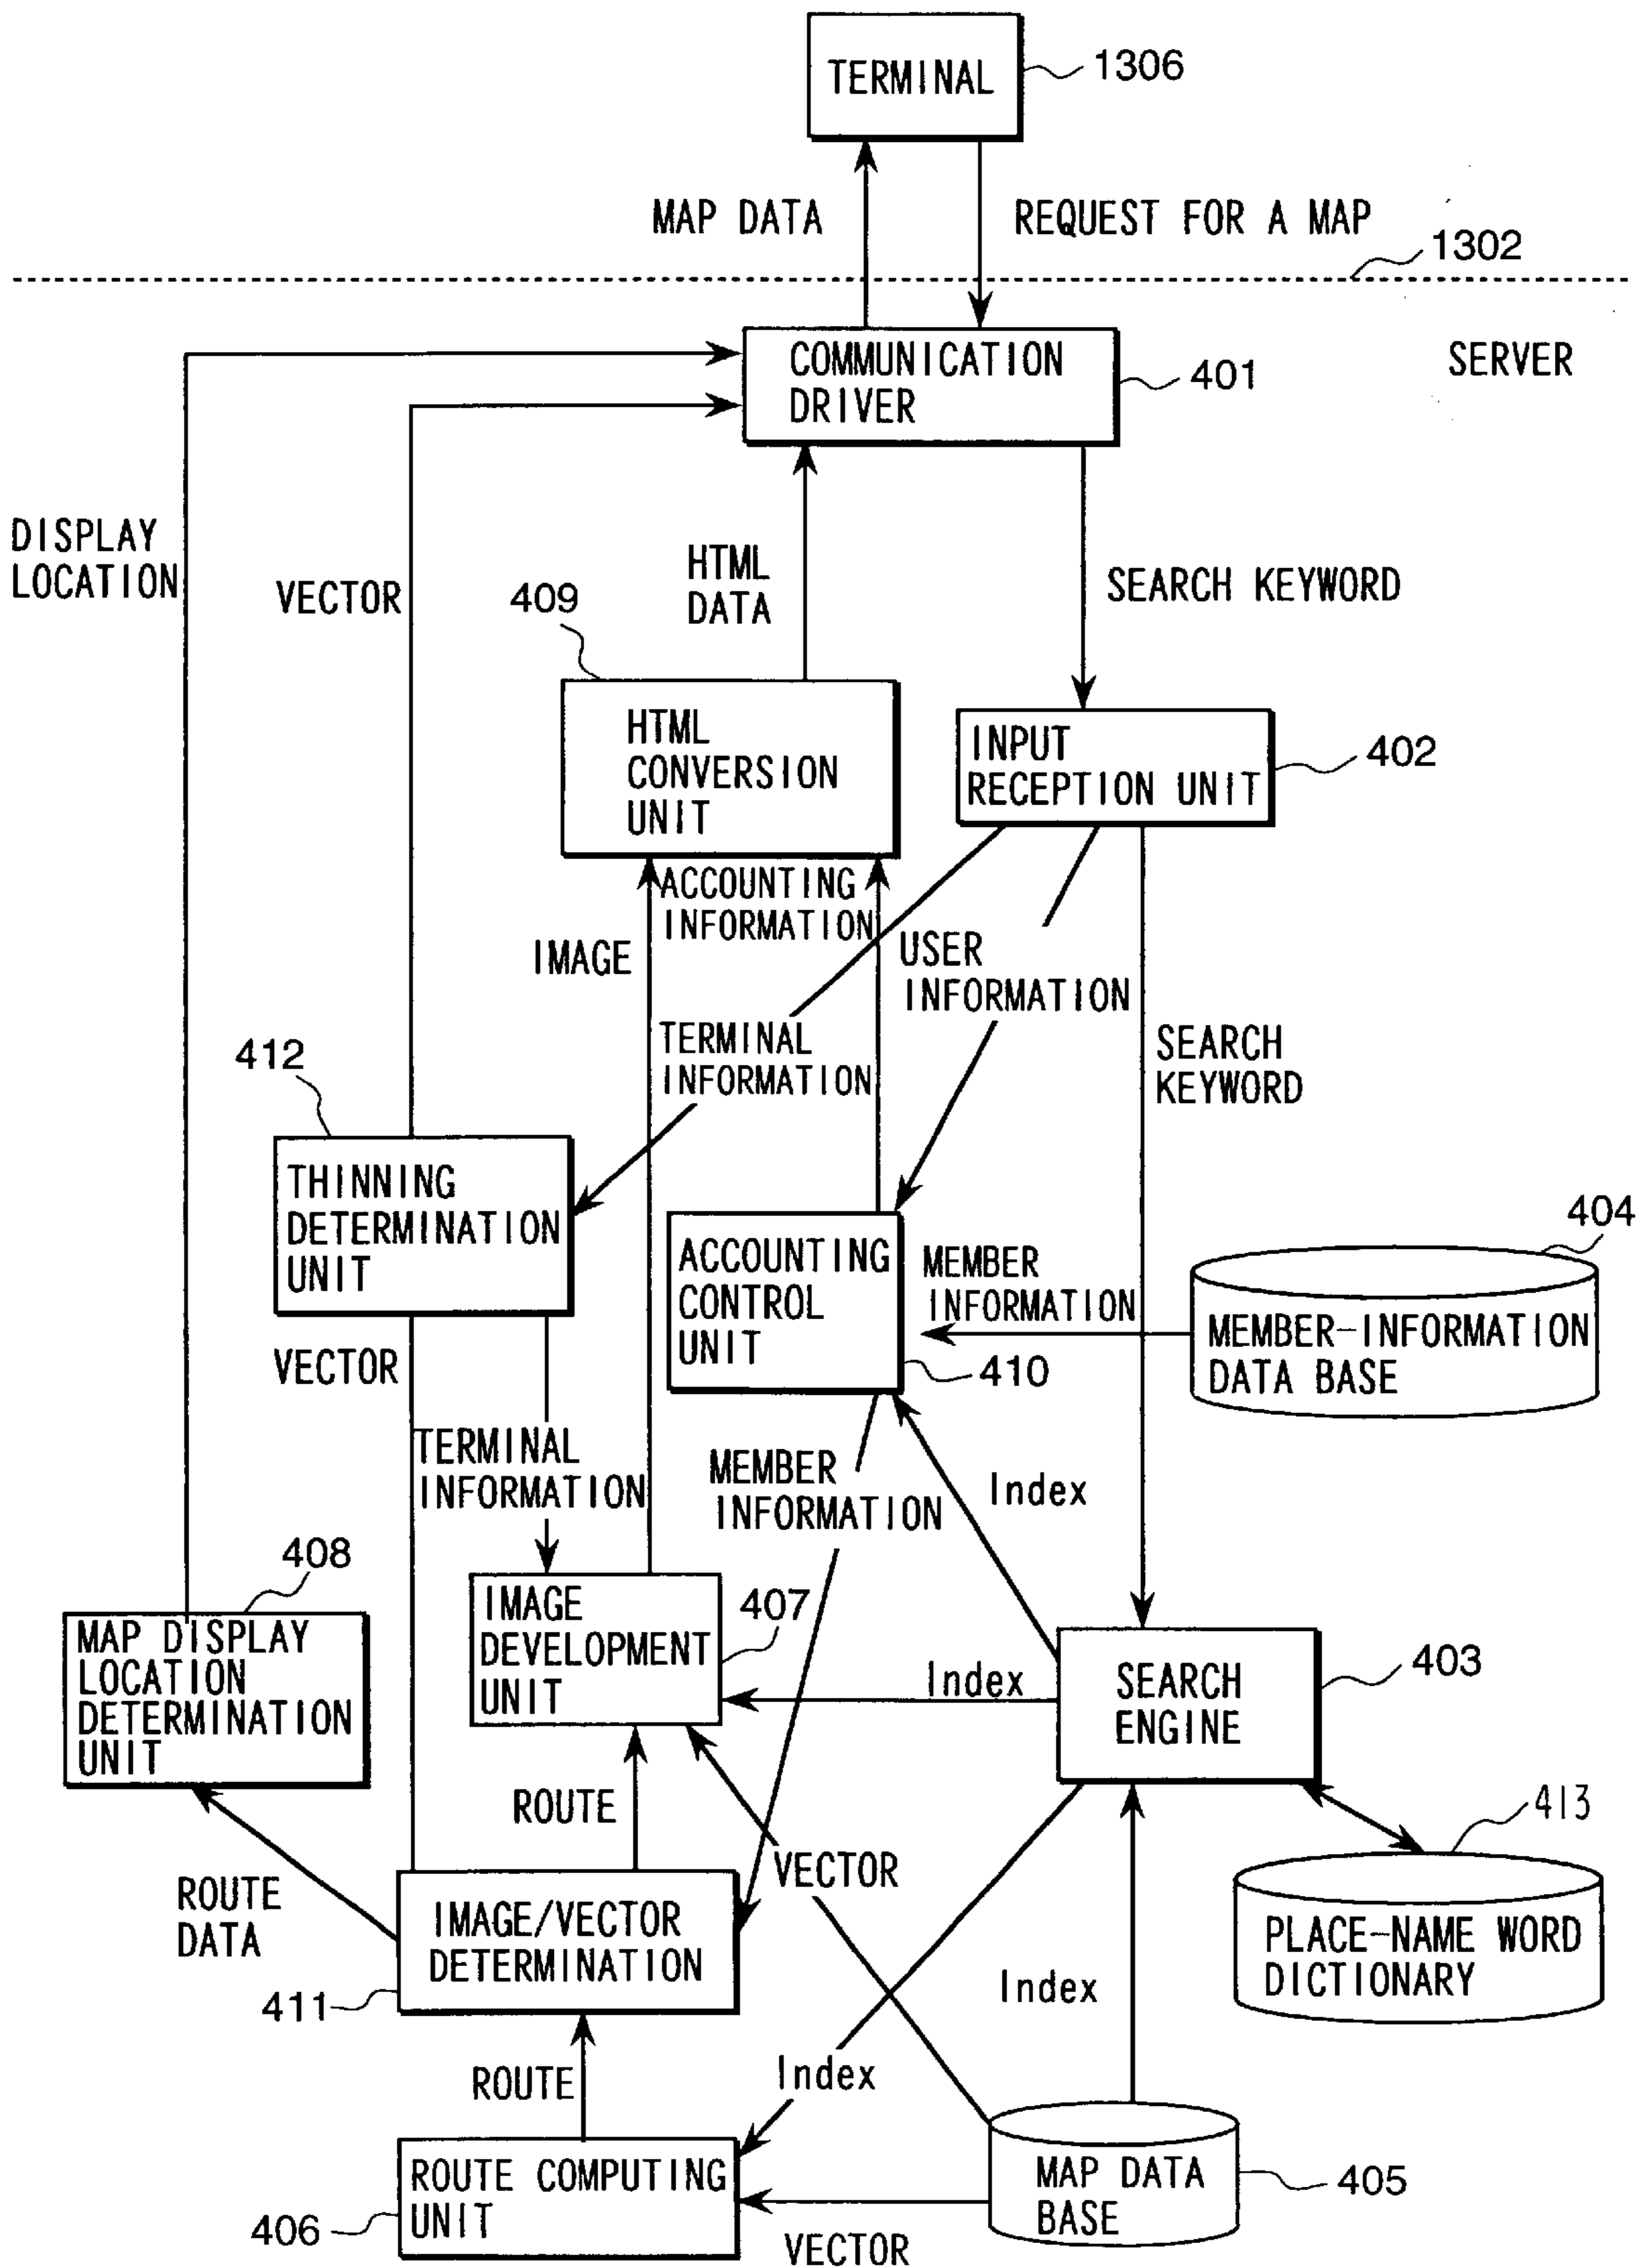 TERMINAL
1306
MAP DATA
REQUEST FOR A MAP
1302
COMMUNICATION
DRIVER
401
SERVER
DISPLAY
LOCATION
VECTOR
HTML
DATA
SEARCH KEYWORD
409
HTML
CONVERSION
UNIT
INPUT
RECEPTION UNIT
402
ACCOUNTING
INFORMATION
IMAGE
USER
INFORMATION
TERMINAL
INFORMATION
SEARCH
KEYWORD
412
THINNING
DETERMINATION
UNIT
ACCOUNTING
CONTROL
UNIT
410
MEMBER
INFORMATION
404
MEMBER-INFORMATION
DATA BASE
VECTOR
TERMINAL
INFORMATION
MEMBER
INFORMATION
Index
408
MAP DISPLAY
LOCATION
DETERMINATION
UNIT
IMAGE
DEVELOPMENT
UNIT
407
Index
SEARCH
ENGINE
403
ROUTE
413
VECTOR
ROUTE
DATA
IMAGE/VECTOR
DETERMINATION
411
PLACE-NAME WORD
DICTIONARY
Index
ROUTE
Index
ROUTE COMPUTING
UNIT
406
MAP DATA
BASE
405
VECTOR